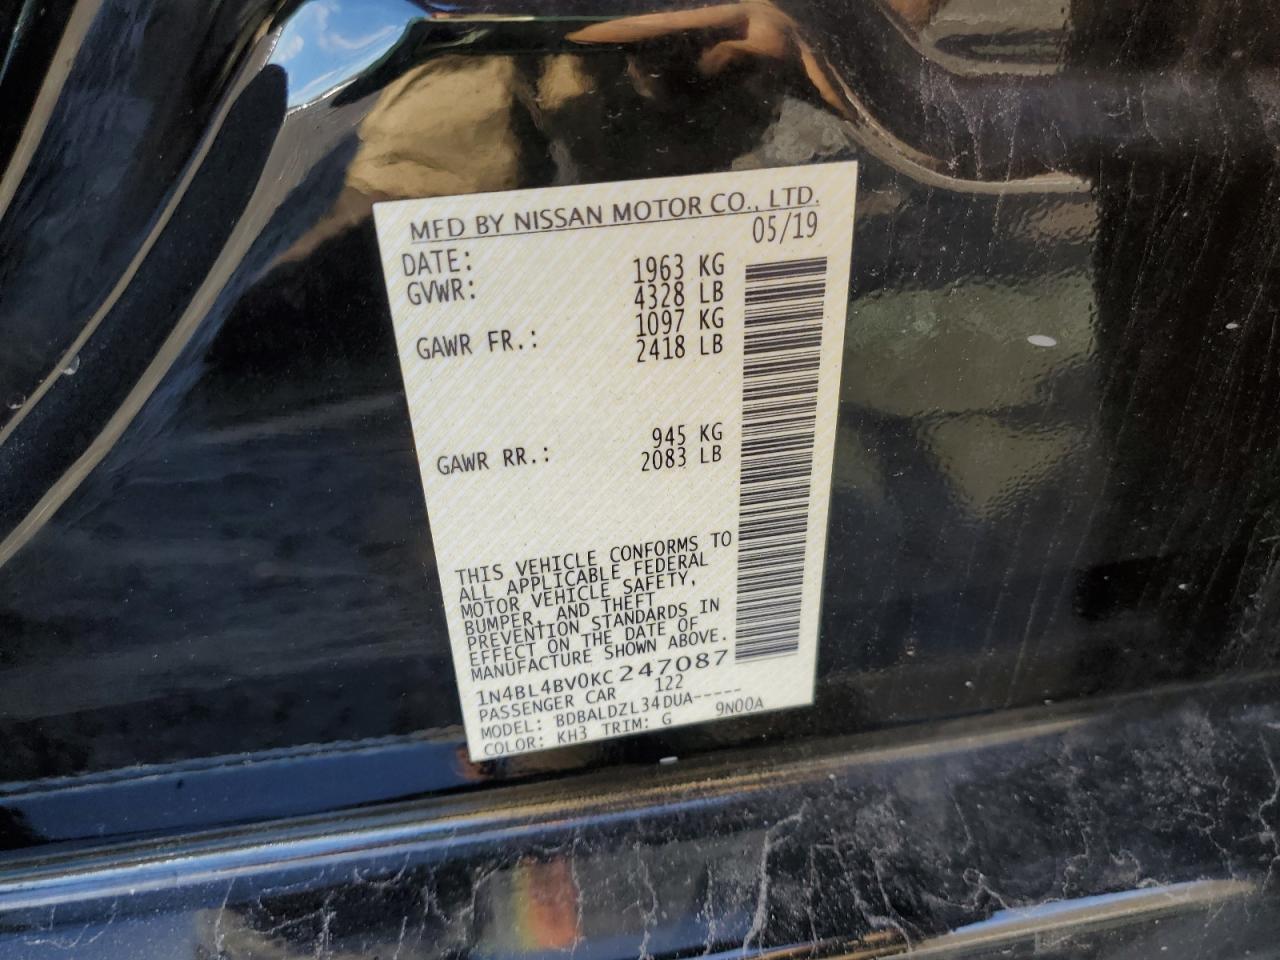 MFD BY NISSAN MOTOR CO., LTD.
DATE: 05/19
GVWR: 1963 KG
4328 LB
GAWR FR.: 1097 KG
2418 LB
GAWR RR.: 945 KG
2083 LB
THIS VEHICLE CONFORMS TO
ALL APPLICABLE FEDERAL
MOTOR VEHICLE SAFETY,
BUMPER, AND THEFT
PREVENTION STANDARDS IN
EFFECT ON THE DATE OF
MANUFACTURE SHOWN ABOVE.
1N4BL4BV0KC247087
PASSENGER CAR 122
MODEL: BDBALDZL34DUA-----
COLOR: KH3 TRIM: G 9N00A